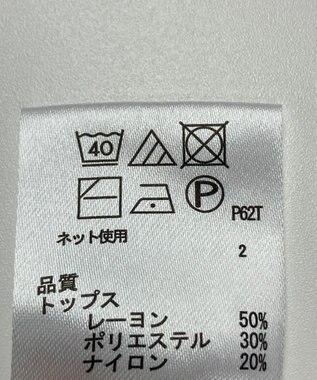 40
P
P62T
ネット使用
2
品質
トップス
レーヨン 50%
ポリエステル 30%
ナイロン 20%